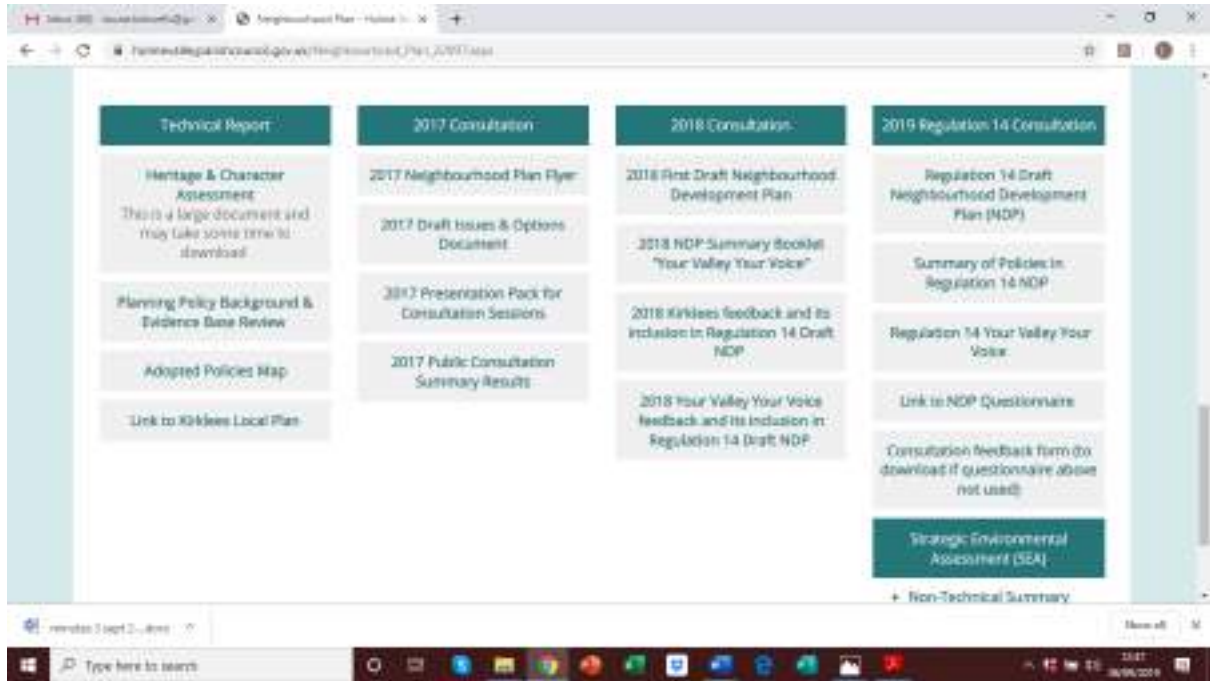 Neighbourhood Plan - Holme
Technical Report
Heritage & Character
Assessment
This is a large document and
may take some time to
download
Planning Policy Background &
Evidence Base Review
Adopted Policies Map
Link to Kirklees Local Plan
2017 Consultation
2017 Neighbourhood Plan Flyer
2017 Draft Issues & Options
Document
2017 Presentation Pack for
Consultation Sessions
2017 Public Consultation
Summary Results
2018 Consultation
2018 First Draft Neighbourhood
Development Plan
2018 NDP Summary Booklet
"Your Valley Your Voice"
2018 Kirklees feedback and its
inclusion in Regulation 14 Draft
NDP
2018 Your Valley Your Voice
feedback and its inclusion in
Regulation 14 Draft NDP
2019 Regulation 14 Consultation
Regulation 14 Draft
Neighbourhood Development
Plan (NDP)
Summary of Policies in
Regulation 14 NDP
Regulation 14 Your Valley Your
Voice
Link to NDP Questionnaire
Consultation feedback form (to
download if questionnaire above
not used)
Strategic Environmental
Assessment (SEA)
+ Non-Technical Summary
Show all
Type here to search